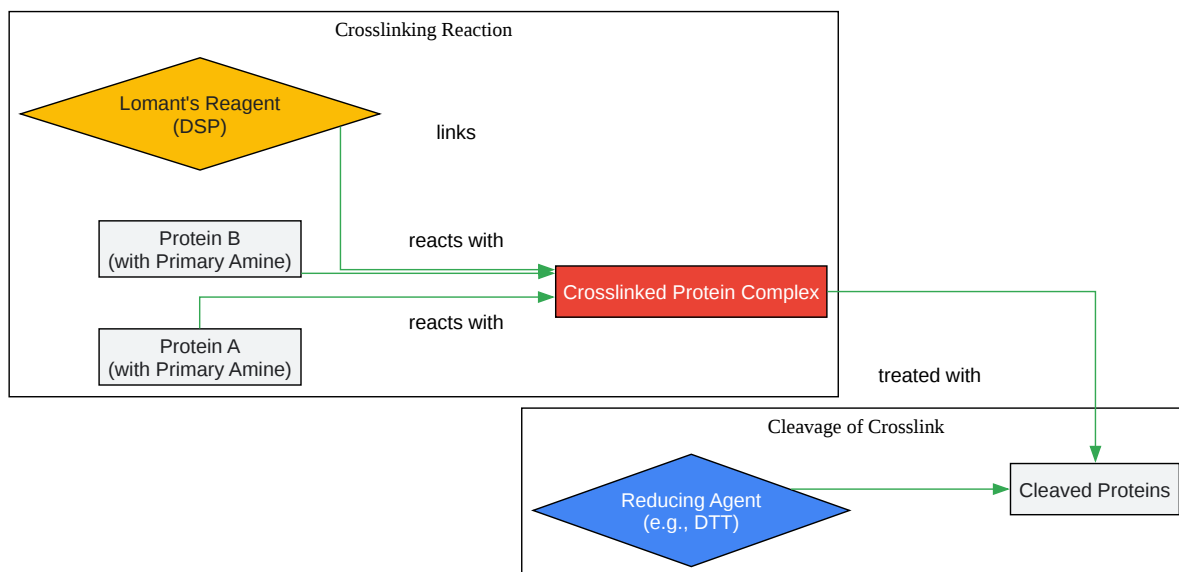 Crosslinking Reaction
Lomant's Reagent
(DSP)
links
Protein B
(with Primary Amine)
reacts with
Crosslinked Protein Complex
reacts with
Protein A
(with Primary Amine)
treated with
Cleavage of Crosslink
Reducing Agent
(e.g., DTT)
Cleaved Proteins